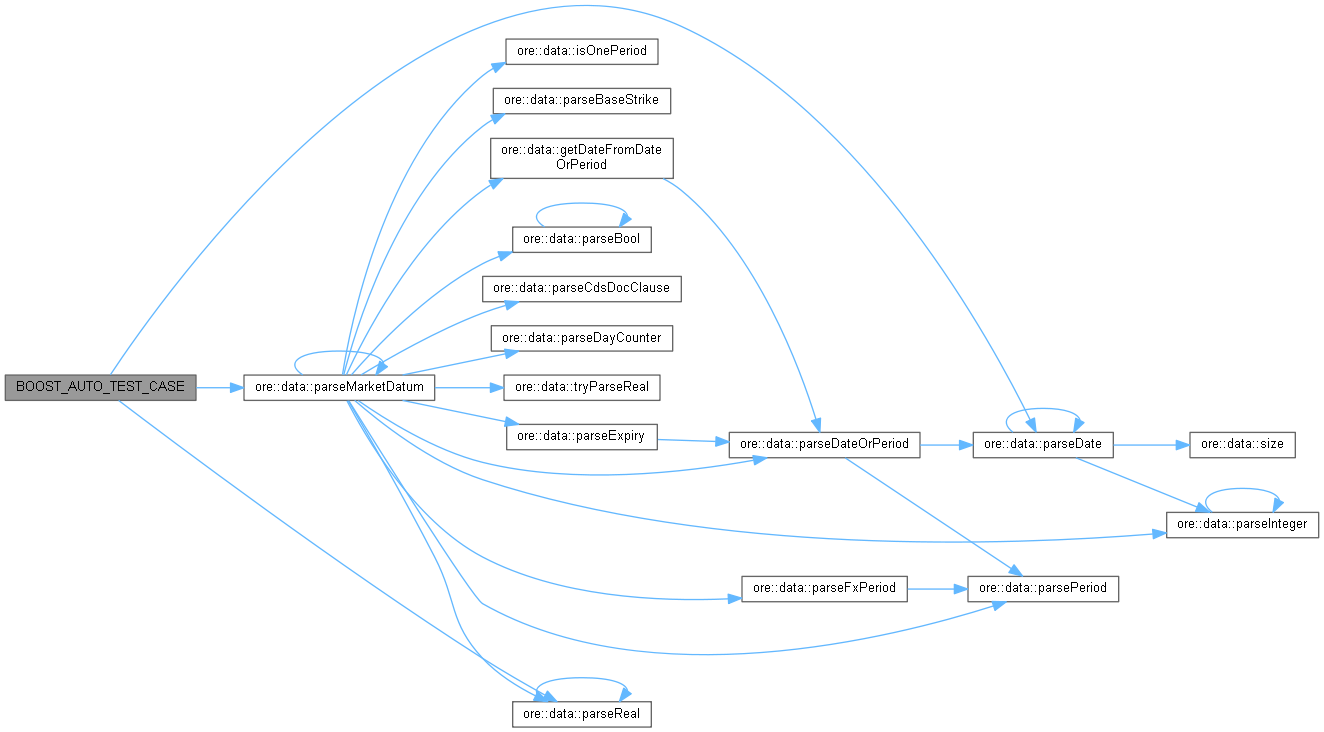 ore::data::isOnePeriod
ore::data::parseBaseStrike
ore::data::getDateFromDate
OrPeriod
ore::data::parseBool
ore::data::parseCdsDocClause
ore::data::parseDayCounter
BOOST_AUTO_TEST_CASE
ore::data::parseMarketDatum
ore::data::tryParseReal
ore::data::parseExpiry
ore::data::parseDateOrPeriod
ore::data::parseDate
ore::data::size
ore::data::parseInteger
ore::data::parseFxPeriod
ore::data::parsePeriod
ore::data::parseReal